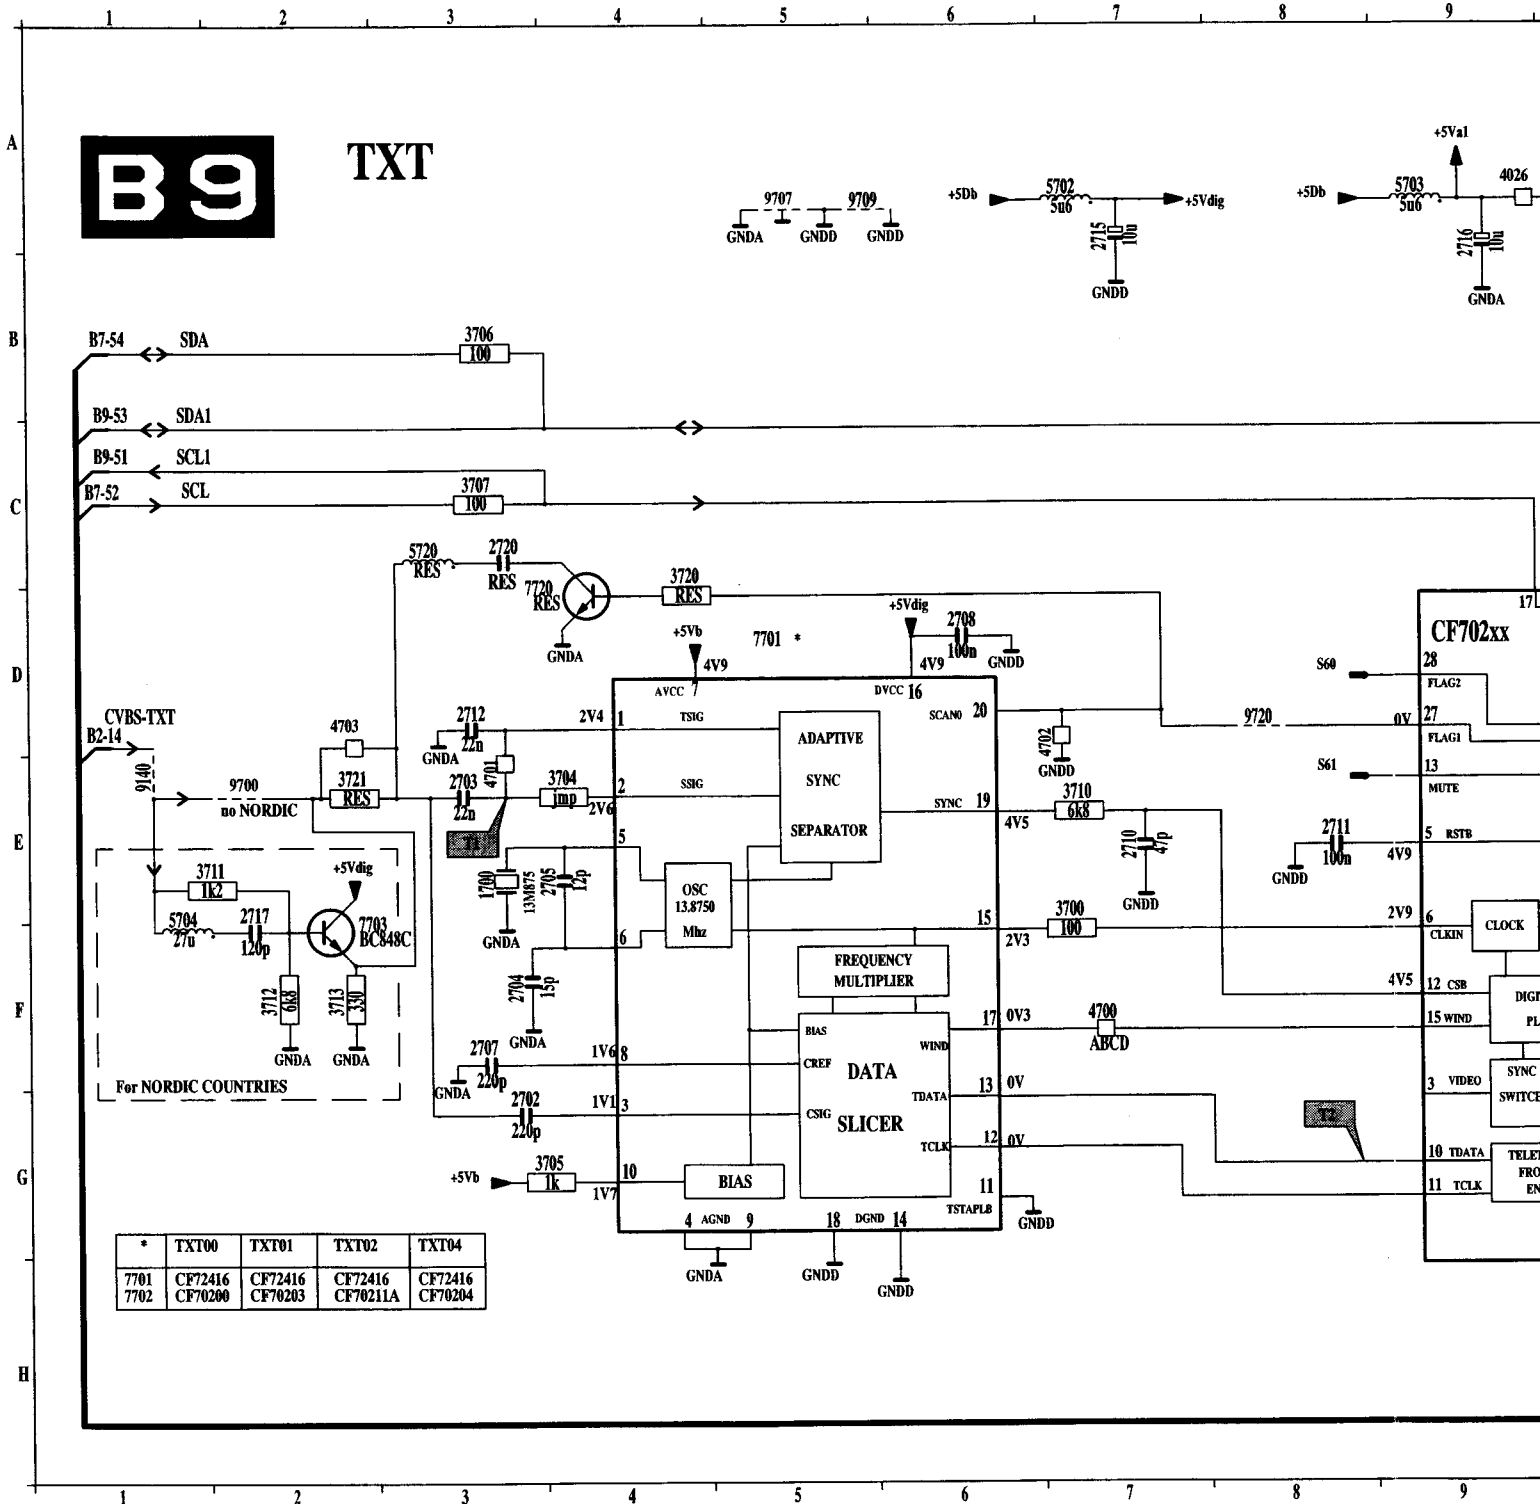 1 2 3 4 5 6 7 8 9
A
B9 TXT
+5Va1
4026
9707 9709
GNDA GNDD GNDD
+5Db 5702 5u6 +5Vdig
2715 10u
GNDD
+5Db 5703 5u6
2716 10u
GNDA
B
B7-54 SDA
3706
100
B9-53 SDA1
B9-51 SCL1
B7-52 SCL
3707
100
C
5720
RES
2720
RES
7720
RES
3720
RES
GNDA
+5Vb
4V9
7701 *
+5Vdig
4V9
2708
100n
GNDD
17
CF702xx
D
S60
28
FLAG2
AVCC 7
DVCC 16
CVBS-TXT
B2-14
9140
4703
2712
22n
GNDA
4701
2V4 1 TSIG
ADAPTIVE
SYNC
SEPARATOR
SCAN0 20
4702
GNDD
9720
0V 27
FLAG1
S61
13
MUTE
9700
no NORDIC
3721
RES
2703
22n
3704
jmp
2V6
2 SSIG
SYNC 19
4V5
3710
6k8
2710 47p
GNDD
E
T1
2711
100n
GNDD
5 RSTB
4V9
3711
1k2
+5Vdig
1700
13M875
2705
12p
5
OSC
13.8750
Mhz
GNDA
5704
27u
2717
120p
7703
BC848C
6
15
2V3
3700
100
2V9 6
CLKIN
CLOCK
3712
6k8
3713
330
2704
15p
GNDA
FREQUENCY
MULTIPLIER
4V5 12 CSB
DIGI
PL
F
GNDA GNDA
For NORDIC COUNTRIES
BIAS
17 0V3
WIND
4700
ABCD
15 WIND
2707
220p
GNDA
1V6 8
CREF
DATA
SLICER
13 0V
TDATA
3 VIDEO
SYNC
SWITCE
2702
220p
1V1 3
CSIG
12 0V
TCLK
T2
10 TDATA
11 TCLK
TELE
FRO
EN
G
+5Vb 3705
1k
10
1V7
BIAS
11
TSTAPLB
GNDD
4 AGND 9
18 DGND 14
GNDA GNDD GNDD
* TXT00 TXT01 TXT02 TXT04
7701 CF72416 CF72416 CF72416 CF72416
7702 CF70200 CF70203 CF70211A CF70204
H
1 2 3 4 5 6 7 8 9